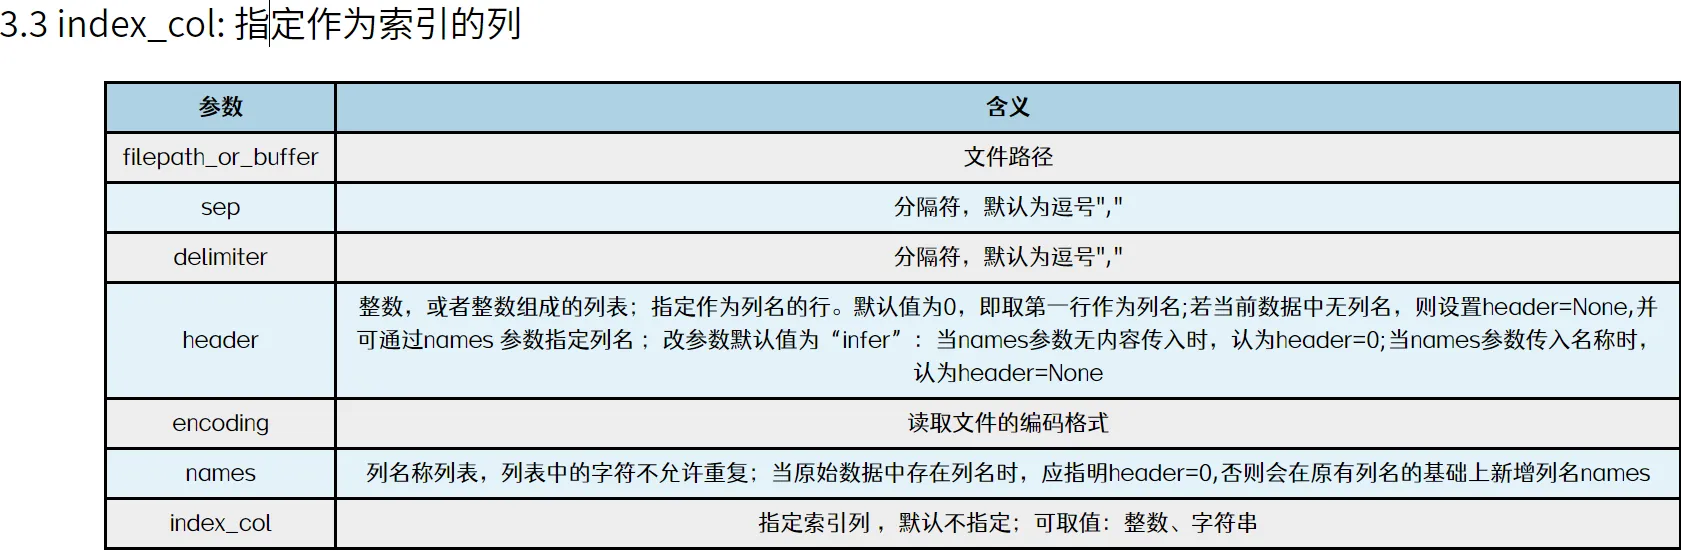 3.3 index_col: 指定作为索引的列
参数 含义
filepath_or_buffer 文件路径
sep 分隔符，默认为逗号","
delimiter 分隔符，默认为逗号","
header 整数，或者整数组成的列表；指定作为列名的行。默认值为0，即取第一行作为列名;若当前数据中无列名，则设置header=None,并
可通过names 参数指定列名 ；改参数默认值为“infer”：当names参数无内容传入时，认为header=0;当names参数传入名称时，
认为header=None
encoding 读取文件的编码格式
names 列名称列表，列表中的字符不允许重复；当原始数据中存在列名时，应指明header=0,否则会在原有列名的基础上新增列名names
index_col 指定索引列 ，默认不指定；可取值：整数、字符串